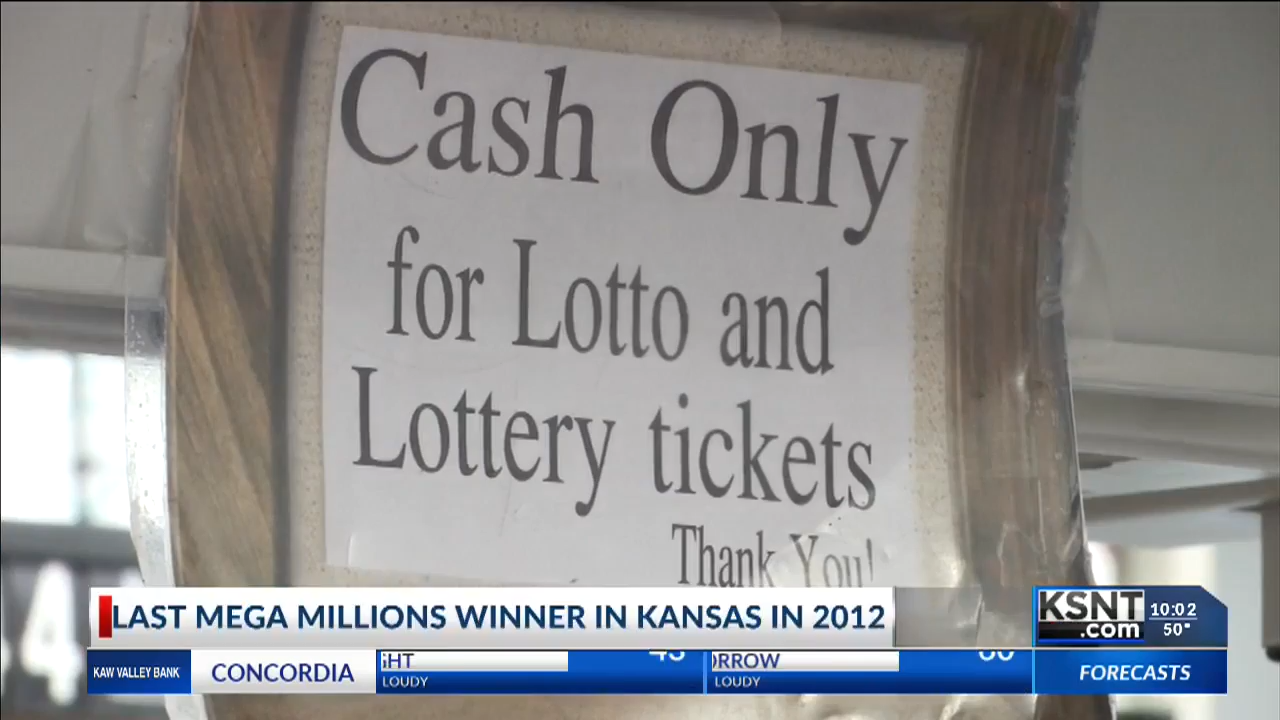 Cash Only
for Lotto and
Lottery tickets
Thank You!
LAST MEGA MILLIONS WINNER IN KANSAS IN 2012
KSNT
.com
10:02
50°
KAW VALLEY BANK
CONCORDIA
LOUDY
LOUDY
FORECASTS